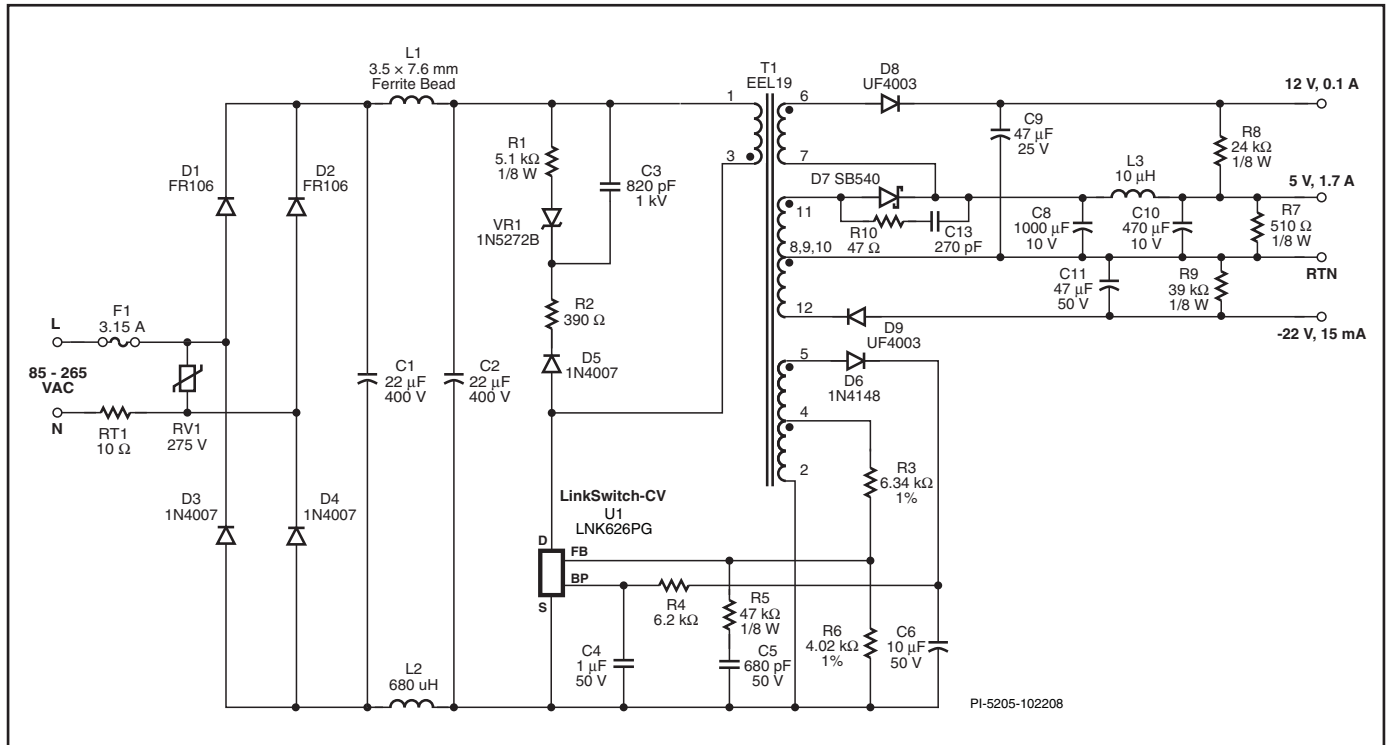 L1
3.5 × 7.6 mm
Ferrite Bead
T1
EEL19
D8
UF4003
12 V, 0.1 A
1
6
D1
FR106
D2
FR106
R1
5.1 kΩ
1/8 W
C3
820 pF
1 kV
3
7
C9
47 µF
25 V
R8
24 kΩ
1/8 W
VR1
1N5272B
D7 SB540
L3
10 µH
5 V, 1.7 A
11
R10
47 Ω
C13
270 pF
C8
1000 µF
10 V
C10
470 µF
10 V
R7
510 Ω
1/8 W
8,9,10
RTN
R2
390 Ω
C11
47 µF
50 V
R9
39 kΩ
1/8 W
12
D9
UF4003
-22 V, 15 mA
L
F1
3.15 A
85 - 265
VAC
N
RT1
10 Ω
RV1
275 V
C1
22 µF
400 V
C2
22 µF
400 V
D5
1N4007
5
D6
1N4148
4
2
R3
6.34 kΩ
1%
D3
1N4007
D4
1N4007
LinkSwitch-CV
U1
LNK626PG
D
FB
BP
S
R4
6.2 kΩ
R5
47 kΩ
1/8 W
R6
4.02 kΩ
1%
C6
10 µF
50 V
C4
1 µF
50 V
C5
680 pF
50 V
L2
680 uH
PI-5205-102208